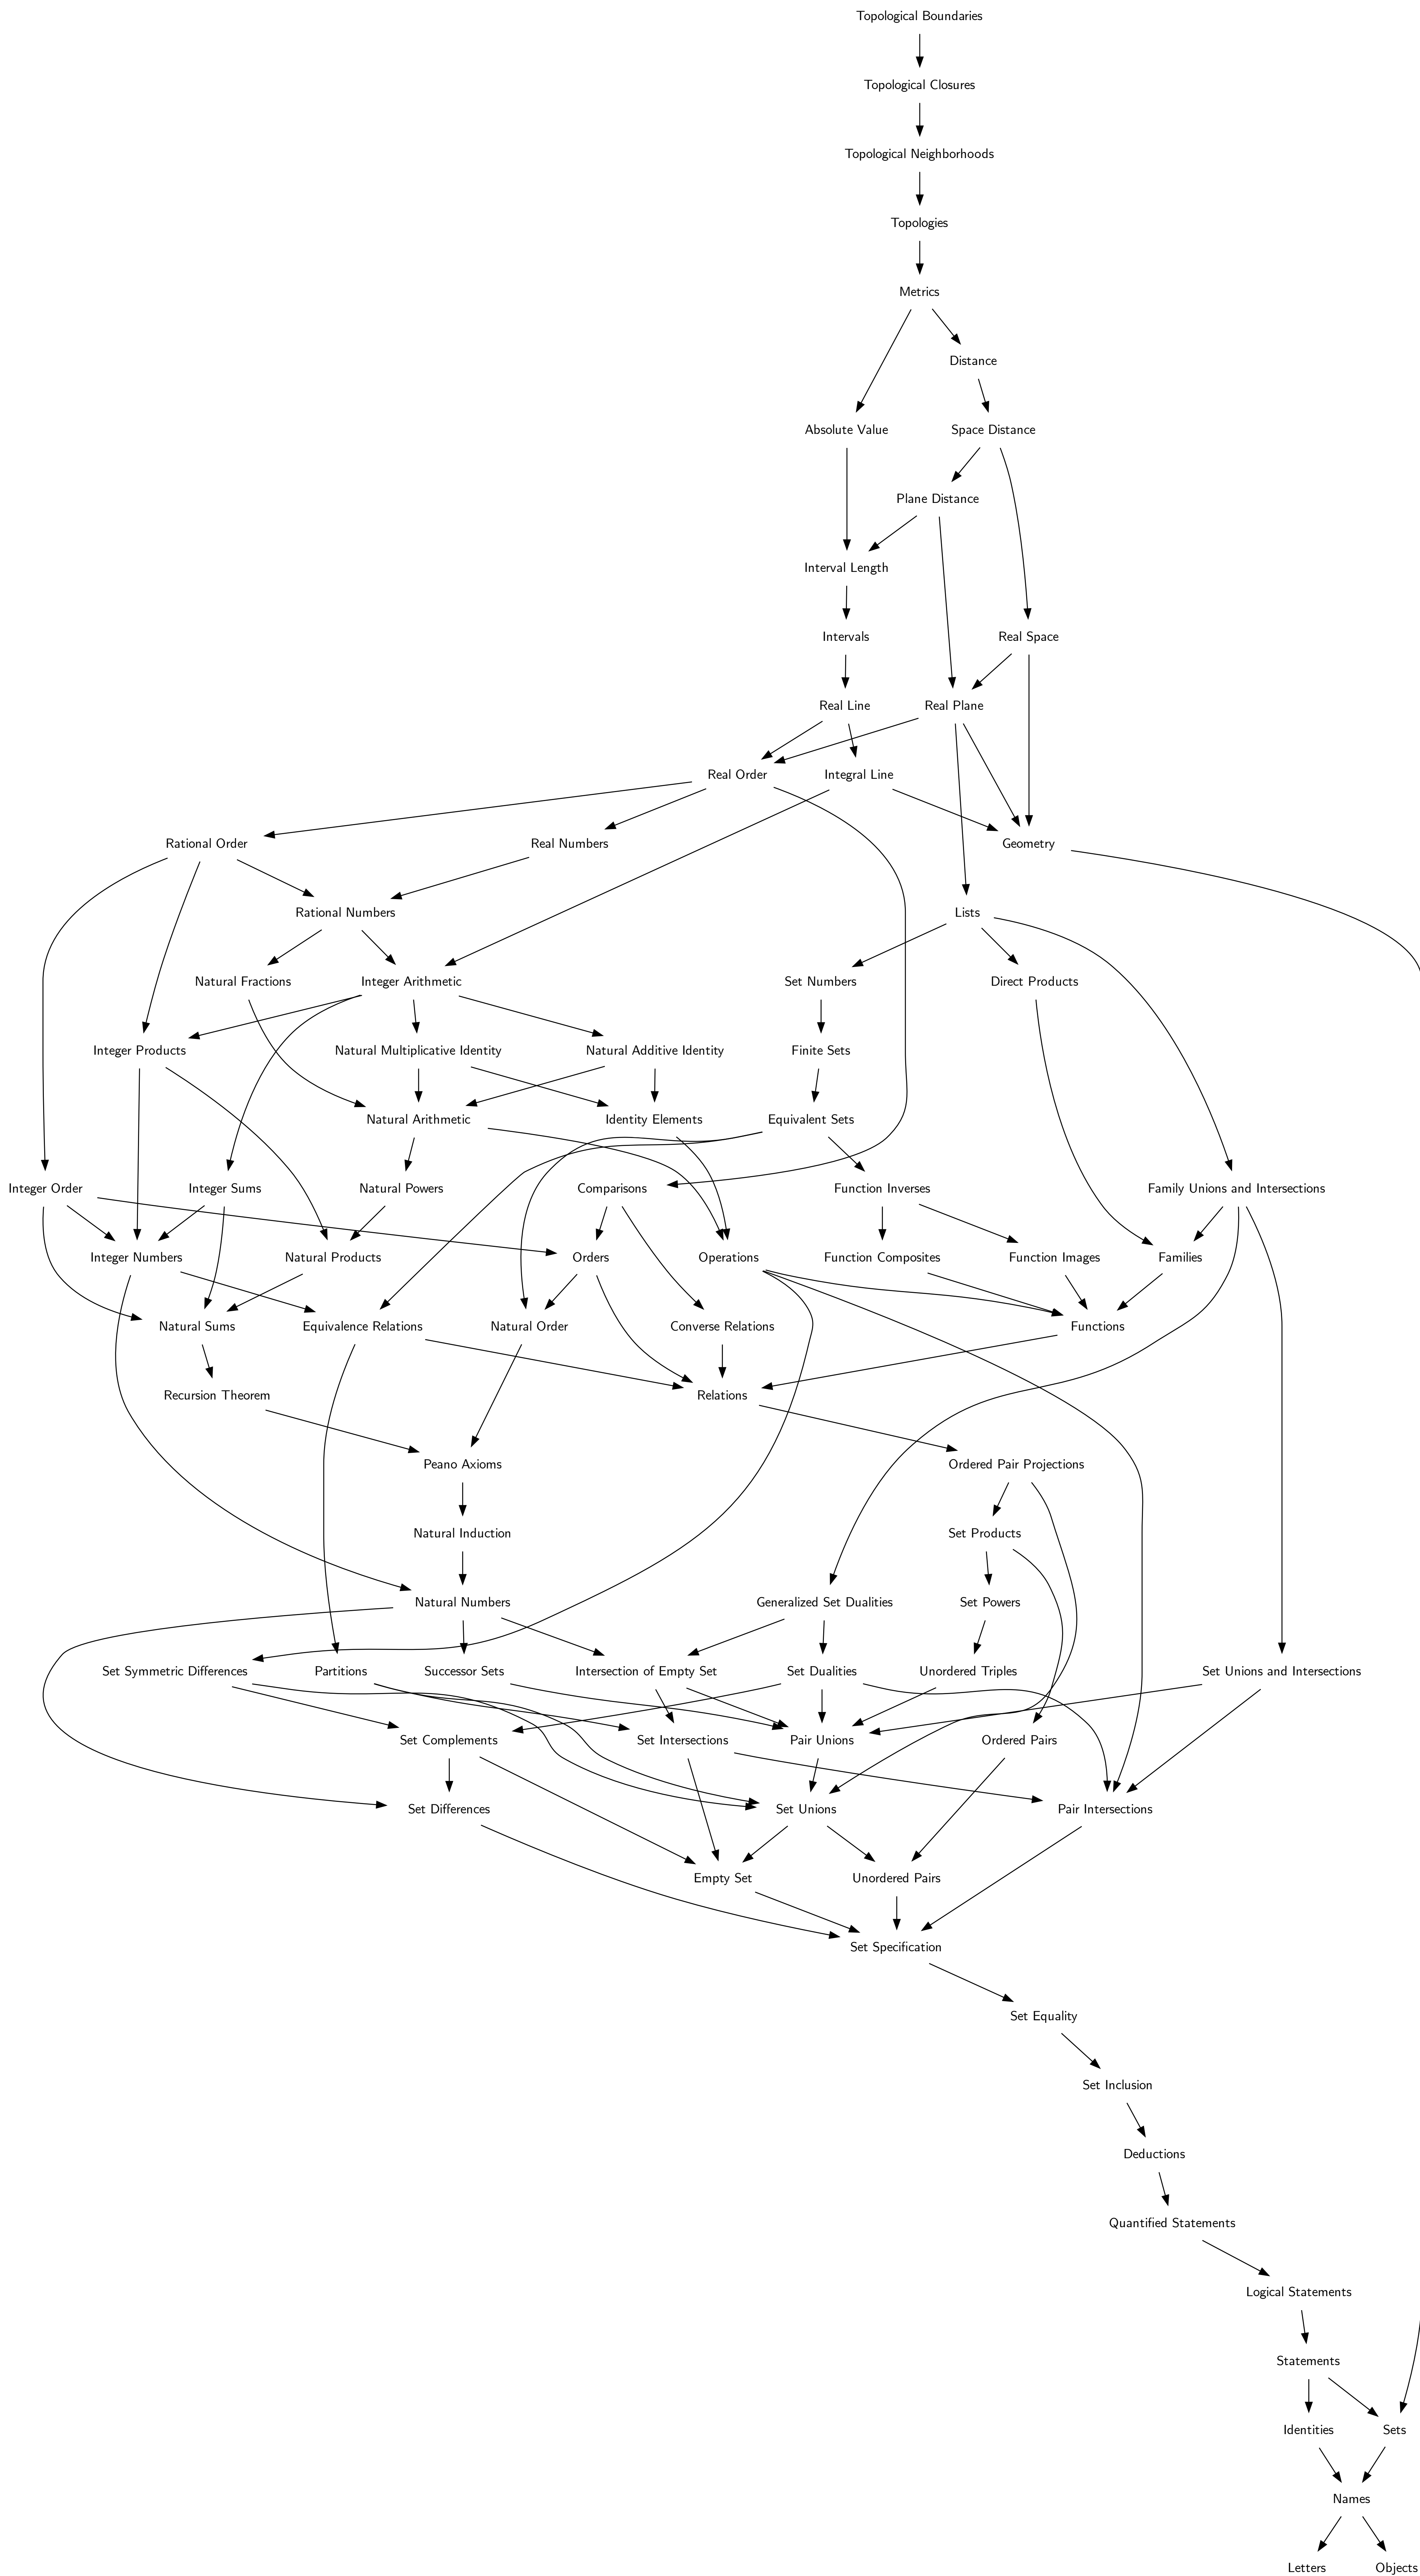 Topological Boundaries
Topological Closures
Topological Neighborhoods
Topologies
Metrics
Distance
Absolute Value
Space Distance
Plane Distance
Interval Length
Intervals
Real Space
Real Line
Real Plane
Real Order
Integral Line
Rational Order
Real Numbers
Geometry
Rational Numbers
Lists
Natural Fractions
Integer Arithmetic
Set Numbers
Direct Products
Integer Products
Natural Multiplicative Identity
Natural Additive Identity
Finite Sets
Natural Arithmetic
Identity Elements
Equivalent Sets
Integer Order
Integer Sums
Natural Powers
Comparisons
Function Inverses
Family Unions and Intersections
Integer Numbers
Natural Products
Orders
Operations
Function Composites
Function Images
Families
Natural Sums
Equivalence Relations
Natural Order
Converse Relations
Functions
Recursion Theorem
Relations
Peano Axioms
Ordered Pair Projections
Natural Induction
Set Products
Natural Numbers
Generalized Set Dualities
Set Powers
Set Symmetric Differences
Partitions
Successor Sets
Intersection of Empty Set
Set Dualities
Unordered Triples
Set Unions and Intersections
Set Complements
Set Intersections
Pair Unions
Ordered Pairs
Set Differences
Set Unions
Pair Intersections
Empty Set
Unordered Pairs
Set Specification
Set Equality
Set Inclusion
Deductions
Quantified Statements
Logical Statements
Statements
Identities
Sets
Names
Letters
Objects